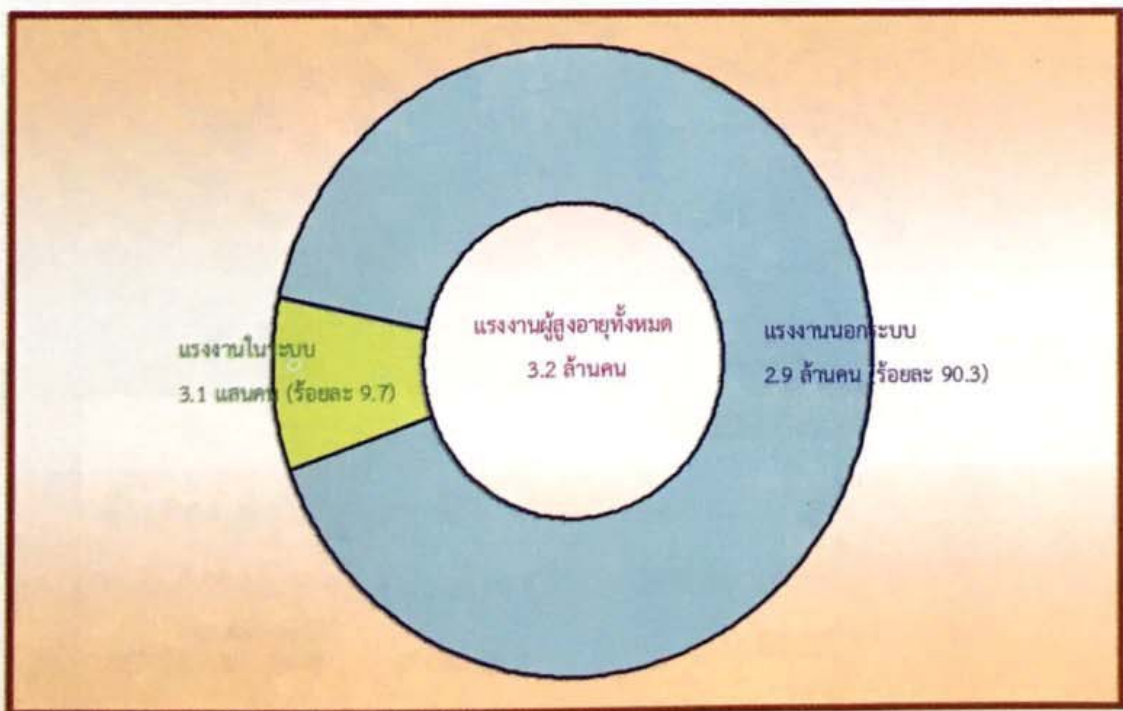 แรงงานผู้สูงอายุทั้งหมด
3.2 ล้านคน
แรงงานในระบบ
3.1 แสนคน (ร้อยละ 9.7)
แรงงานนอกระบบ
2.9 ล้านคน (ร้อยละ 90.3)